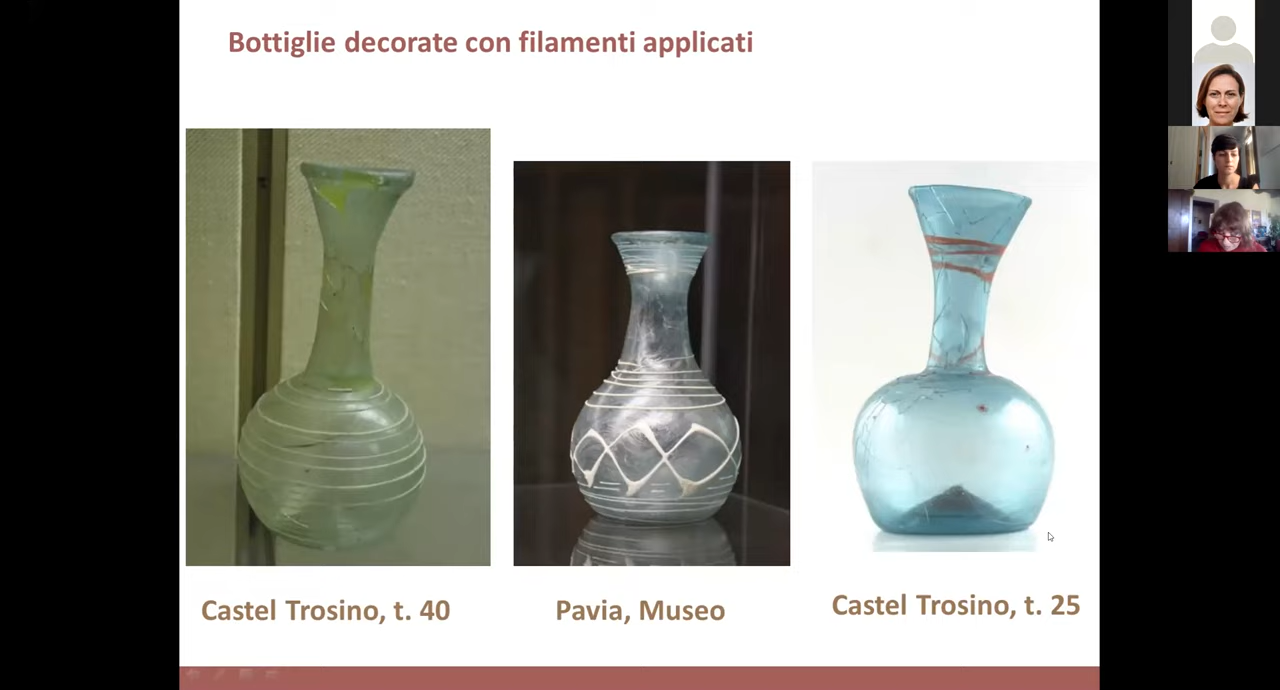 Bottiglie decorate con filamenti applicati
Castel Trosino, t. 40
Pavia, Museo
Castel Trosino, t. 25